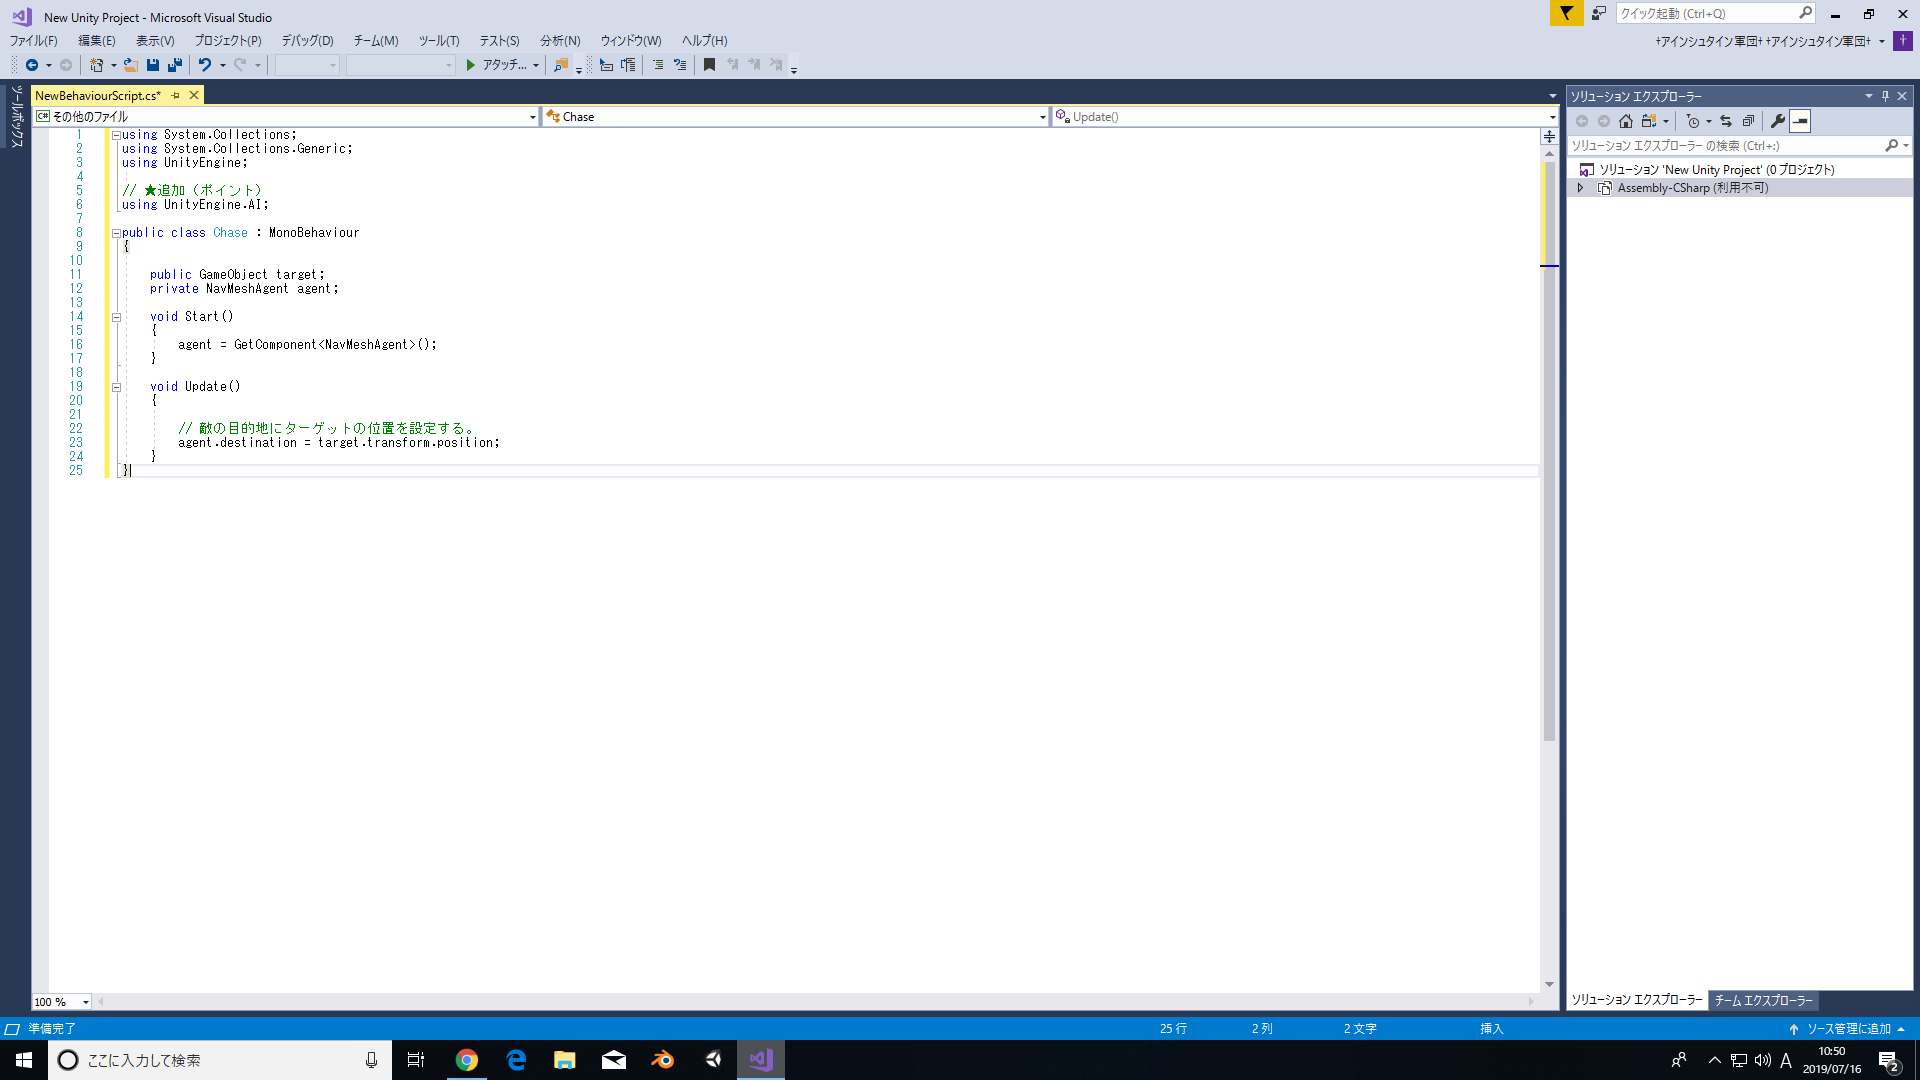 New Unity Project - Microsoft Visual Studio
クイック起動 (Ctrl+Q)
ファイル(F) 編集(E) 表示(V) プロジェクト(P) デバッグ(D) チーム(M) ツール(T) テスト(S) 分析(N) ウィンドウ(W) ヘルプ(H)
+アインシュタイン軍団+ +アインシュタイン軍団+
アタッチ...
ツールボックス
NewBehaviourScript.cs*
その他のファイル Chase Update()
1 using System.Collections;
2 using System.Collections.Generic;
3 using UnityEngine;
4
5 // ★追加（ポイント）
6 using UnityEngine.AI;
7
8 public class Chase : MonoBehaviour
9 {
10
11 public GameObject target;
12 private NavMeshAgent agent;
13
14 void Start()
15 {
16 agent = GetComponent<NavMeshAgent>();
17 }
18
19 void Update()
20 {
21
22 // 敵の目的地にターゲットの位置を設定する。
23 agent.destination = target.transform.position;
24 }
25 }
100 %
ソリューション エクスプローラー
ソリューション エクスプローラー の検索 (Ctrl+:)
ソリューション 'New Unity Project' (0 プロジェクト)
Assembly-CSharp (利用不可)
ソリューション エクスプローラー チーム エクスプローラー
準備完了 25 行 2 列 2 文字 挿入 ソース管理に追加
ここに入力して検索
A
10:50
2019/07/16
2